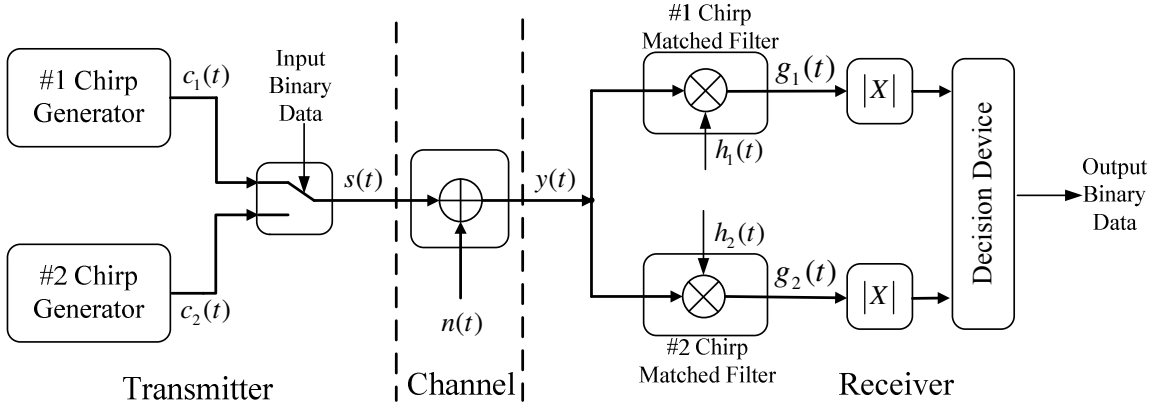 #1 Chirp
Generator
c₁(t)
#2 Chirp
Generator
c₂(t)
Input
Binary
Data
s(t)
Transmitter
n(t)
Channel
y(t)
#1 Chirp
Matched Filter
h₁(t)
g₁(t)
|X|
h₂(t)
g₂(t)
|X|
#2 Chirp
Matched Filter
Decision Device
Output
Binary
Data
Receiver